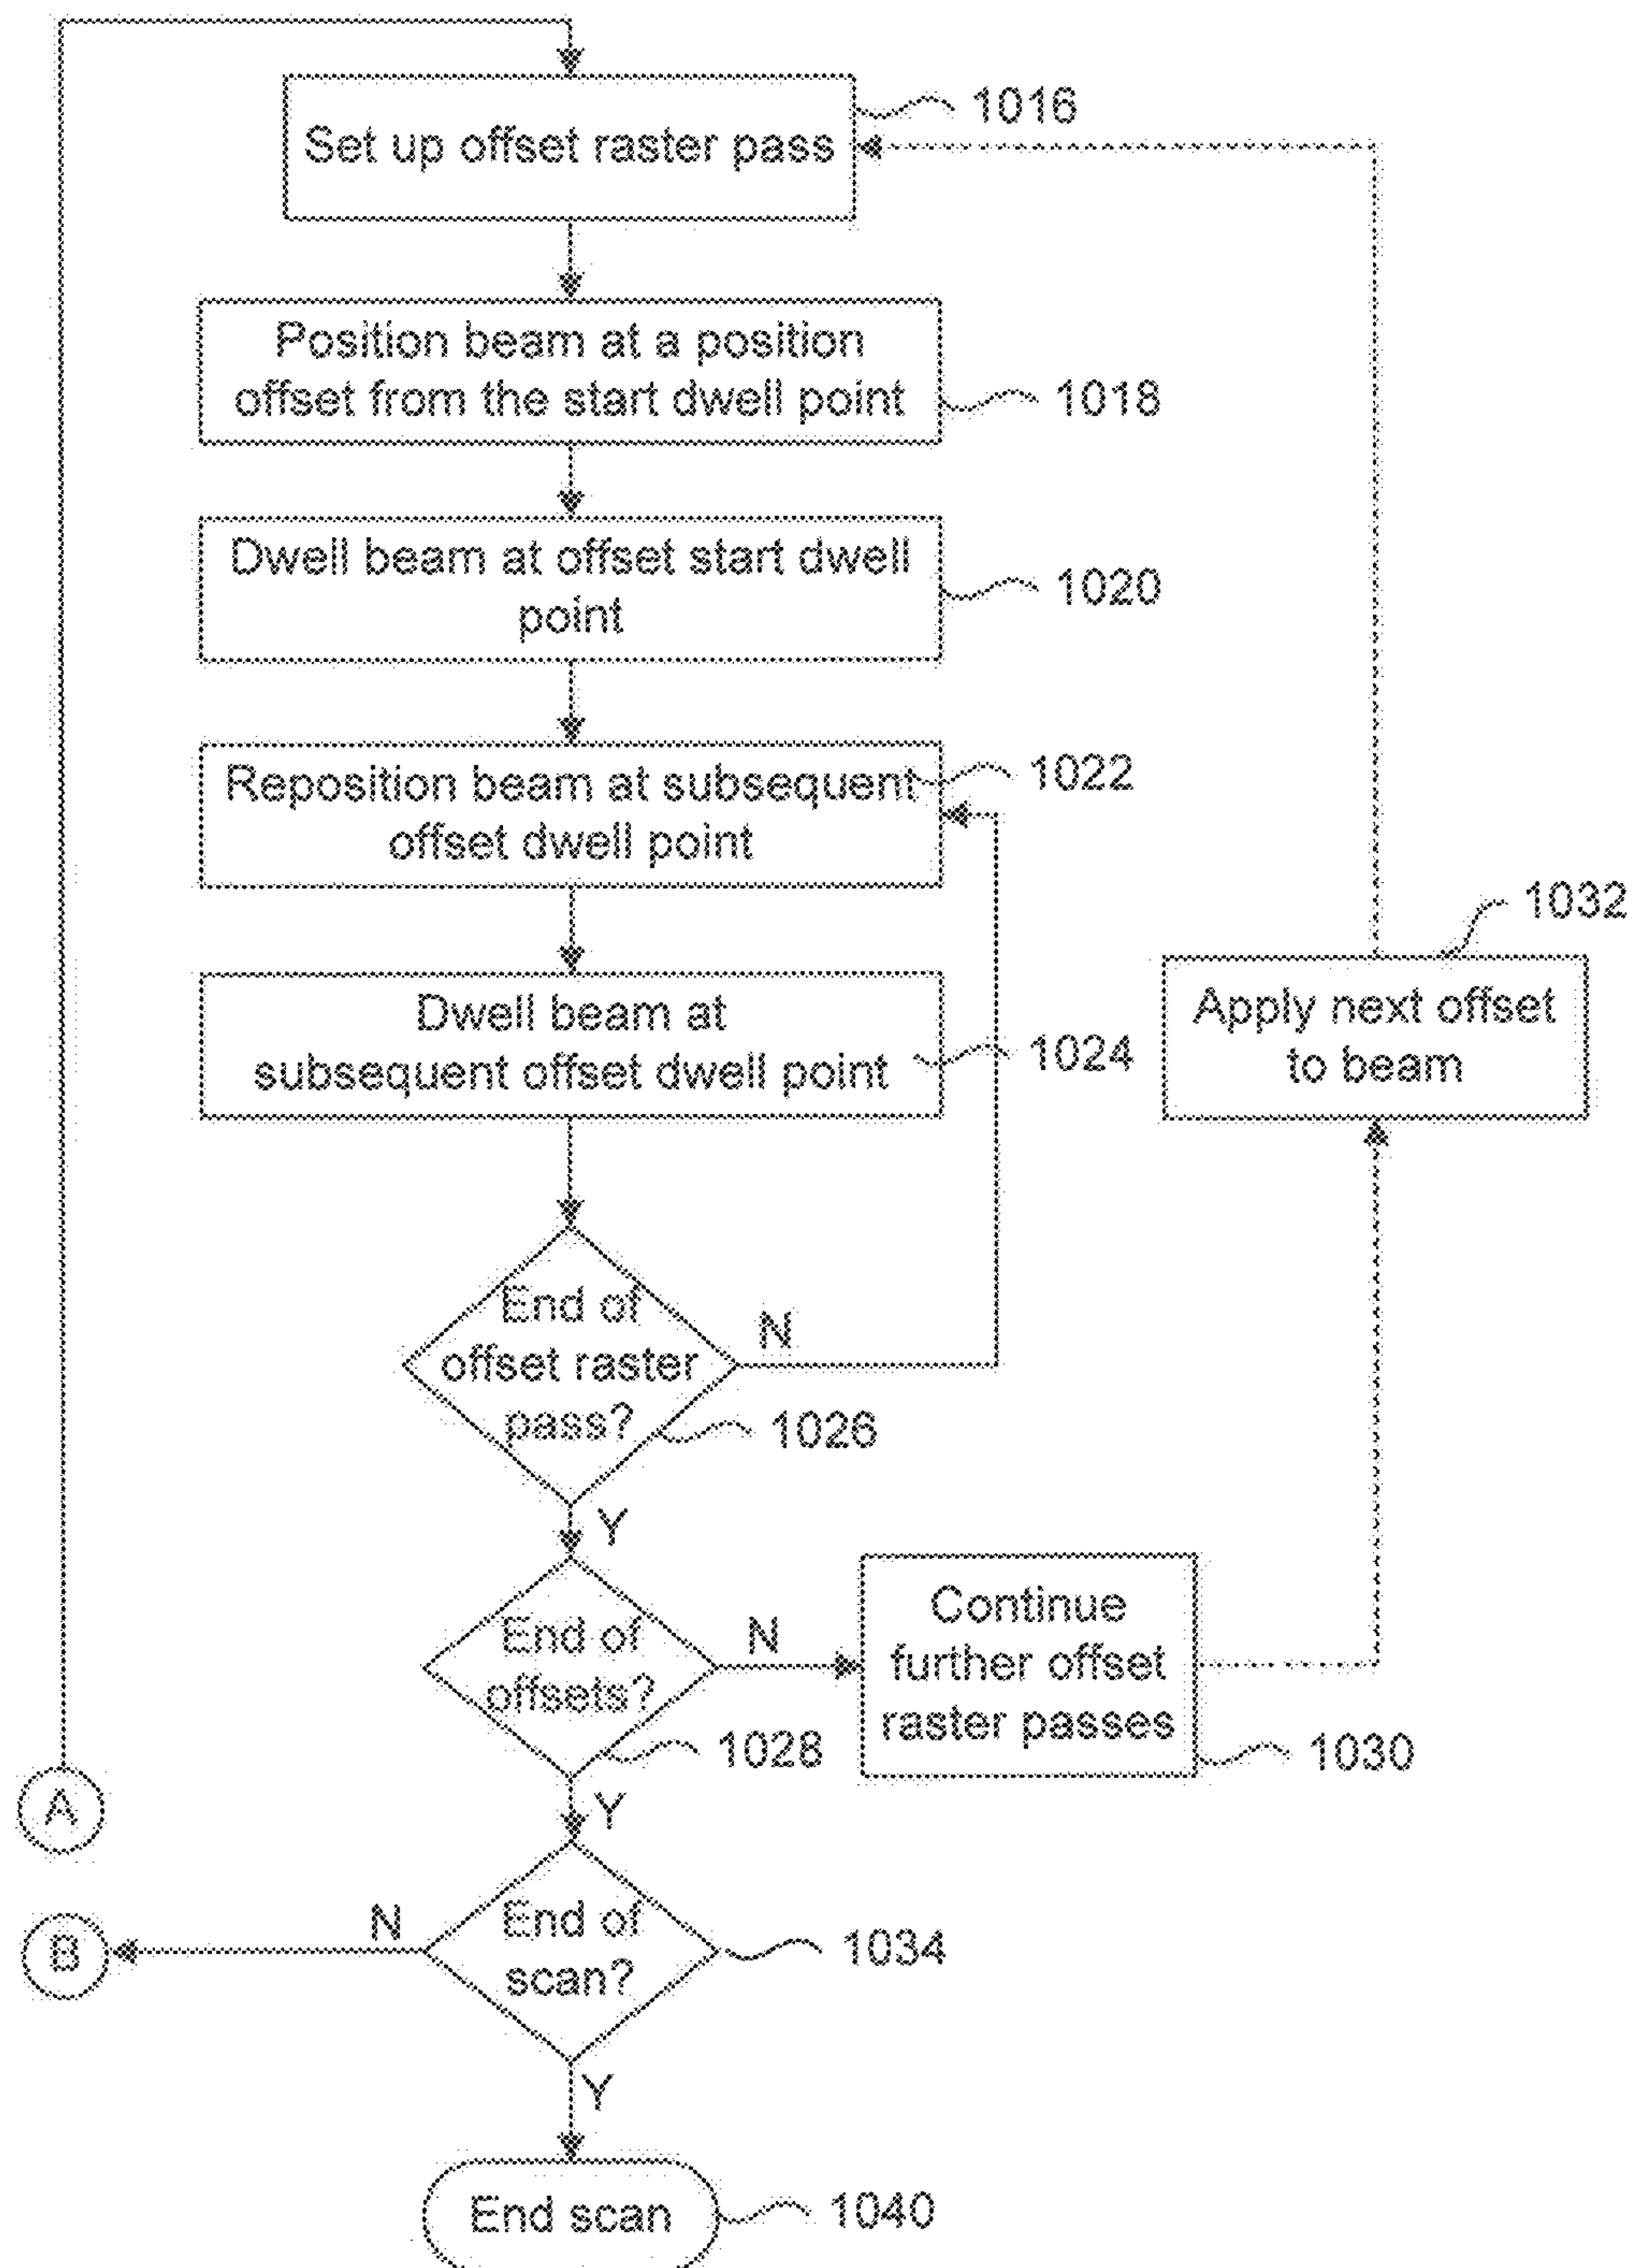 Set up offset raster pass
1016
Position beam at a position
offset from the start dwell point
1018
Dwell beam at offset start dwell
point
1020
Reposition beam at subsequent
offset dwell point
1022
Dwell beam at
subsequent offset dwell point
1024
1032
Apply next offset
to beam
End of
offset raster
pass?
N
1026
Y
End of
offsets?
N
1028
Continue
further offset
raster passes
1030
A
Y
B
N
End of
scan?
1034
Y
End scan
1040